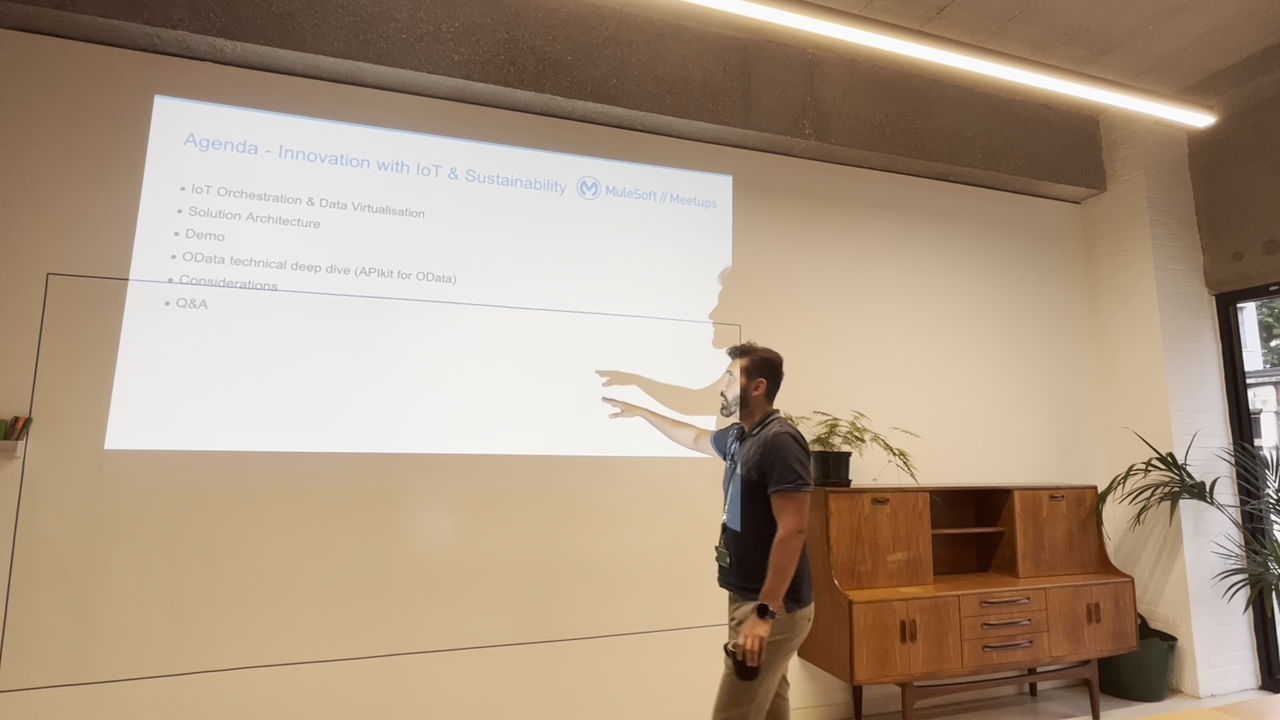 Agenda - Innovation with IoT & Sustainability
MuleSoft // Meetups
• IoT Orchestration & Data Virtualisation
• Solution Architecture
• Demo
• OData technical deep dive (APIkit for OData)
• Considerations
• Q&A